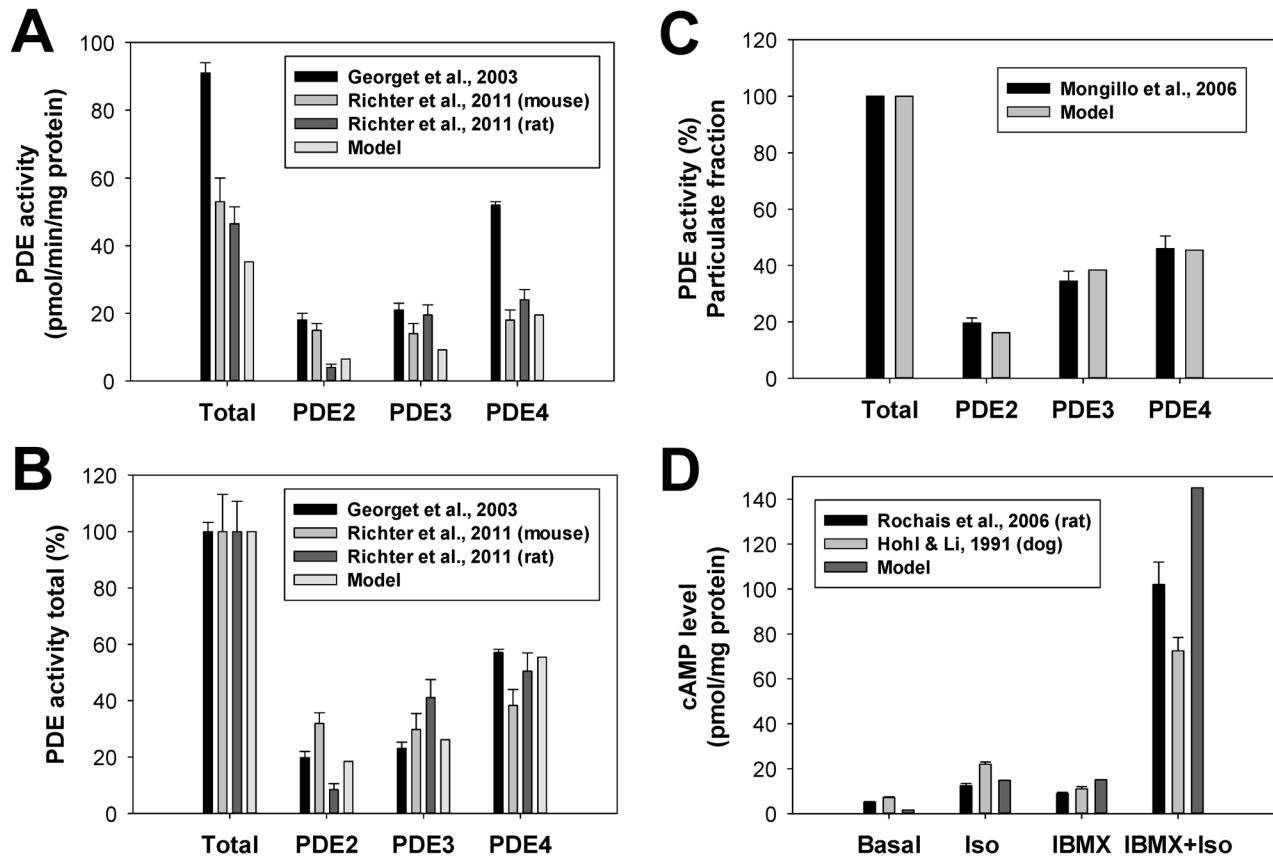 A
PDE activity
(pmol/min/mg protein)
100
80
60
40
20
0
Georget et al., 2003
Richter et al., 2011 (mouse)
Richter et al., 2011 (rat)
Model
Total PDE2 PDE3 PDE4
C
PDE activity (%)
Particulate fraction
120
100
80
60
40
20
0
Mongillo et al., 2006
Model
Total PDE2 PDE3 PDE4
B
PDE activity total (%)
120
100
80
60
40
20
0
Georget et al., 2003
Richter et al., 2011 (mouse)
Richter et al., 2011 (rat)
Model
Total PDE2 PDE3 PDE4
D
cAMP level
(pmol/mg protein)
140
120
100
80
60
40
20
0
Rochais et al., 2006 (rat)
Hohl & Li, 1991 (dog)
Model
Basal Iso IBMX IBMX+Iso